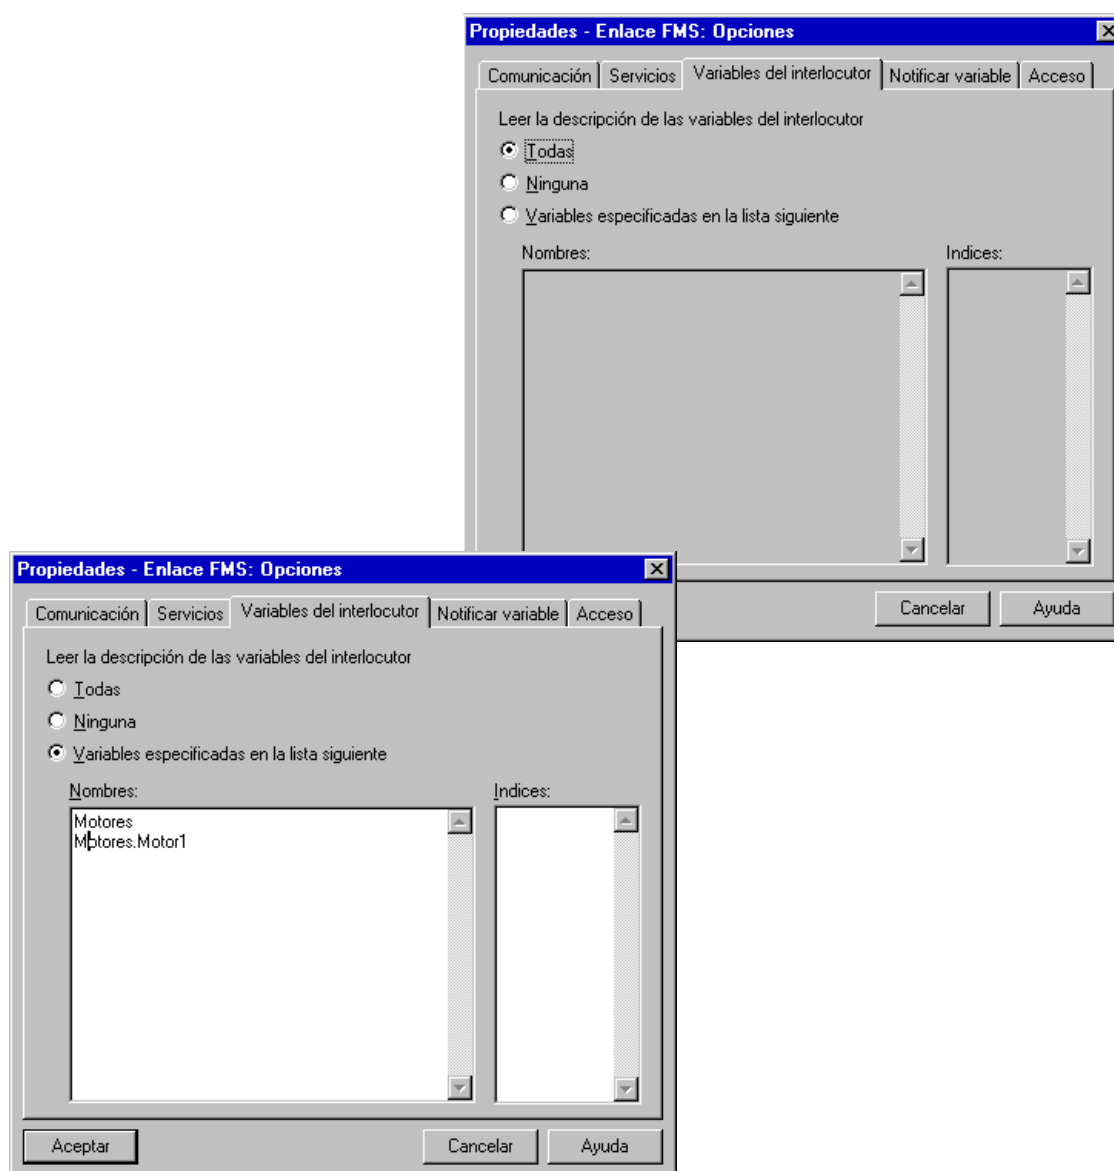 Propiedades - Enlace FMS: Opciones
Comunicación Servicios Variables del interlocutor Notificar variable Acceso
Leer la descripción de las variables del interlocutor
Todas
Ninguna
Variables especificadas en la lista siguiente
Nombres: Indices:
Cancelar Ayuda
Propiedades - Enlace FMS: Opciones
Comunicación Servicios Variables del interlocutor Notificar variable Acceso
Leer la descripción de las variables del interlocutor
Todas
Ninguna
Variables especificadas en la lista siguiente
Nombres: Indices:
Motores
Motores.Motor1
Aceptar Cancelar Ayuda